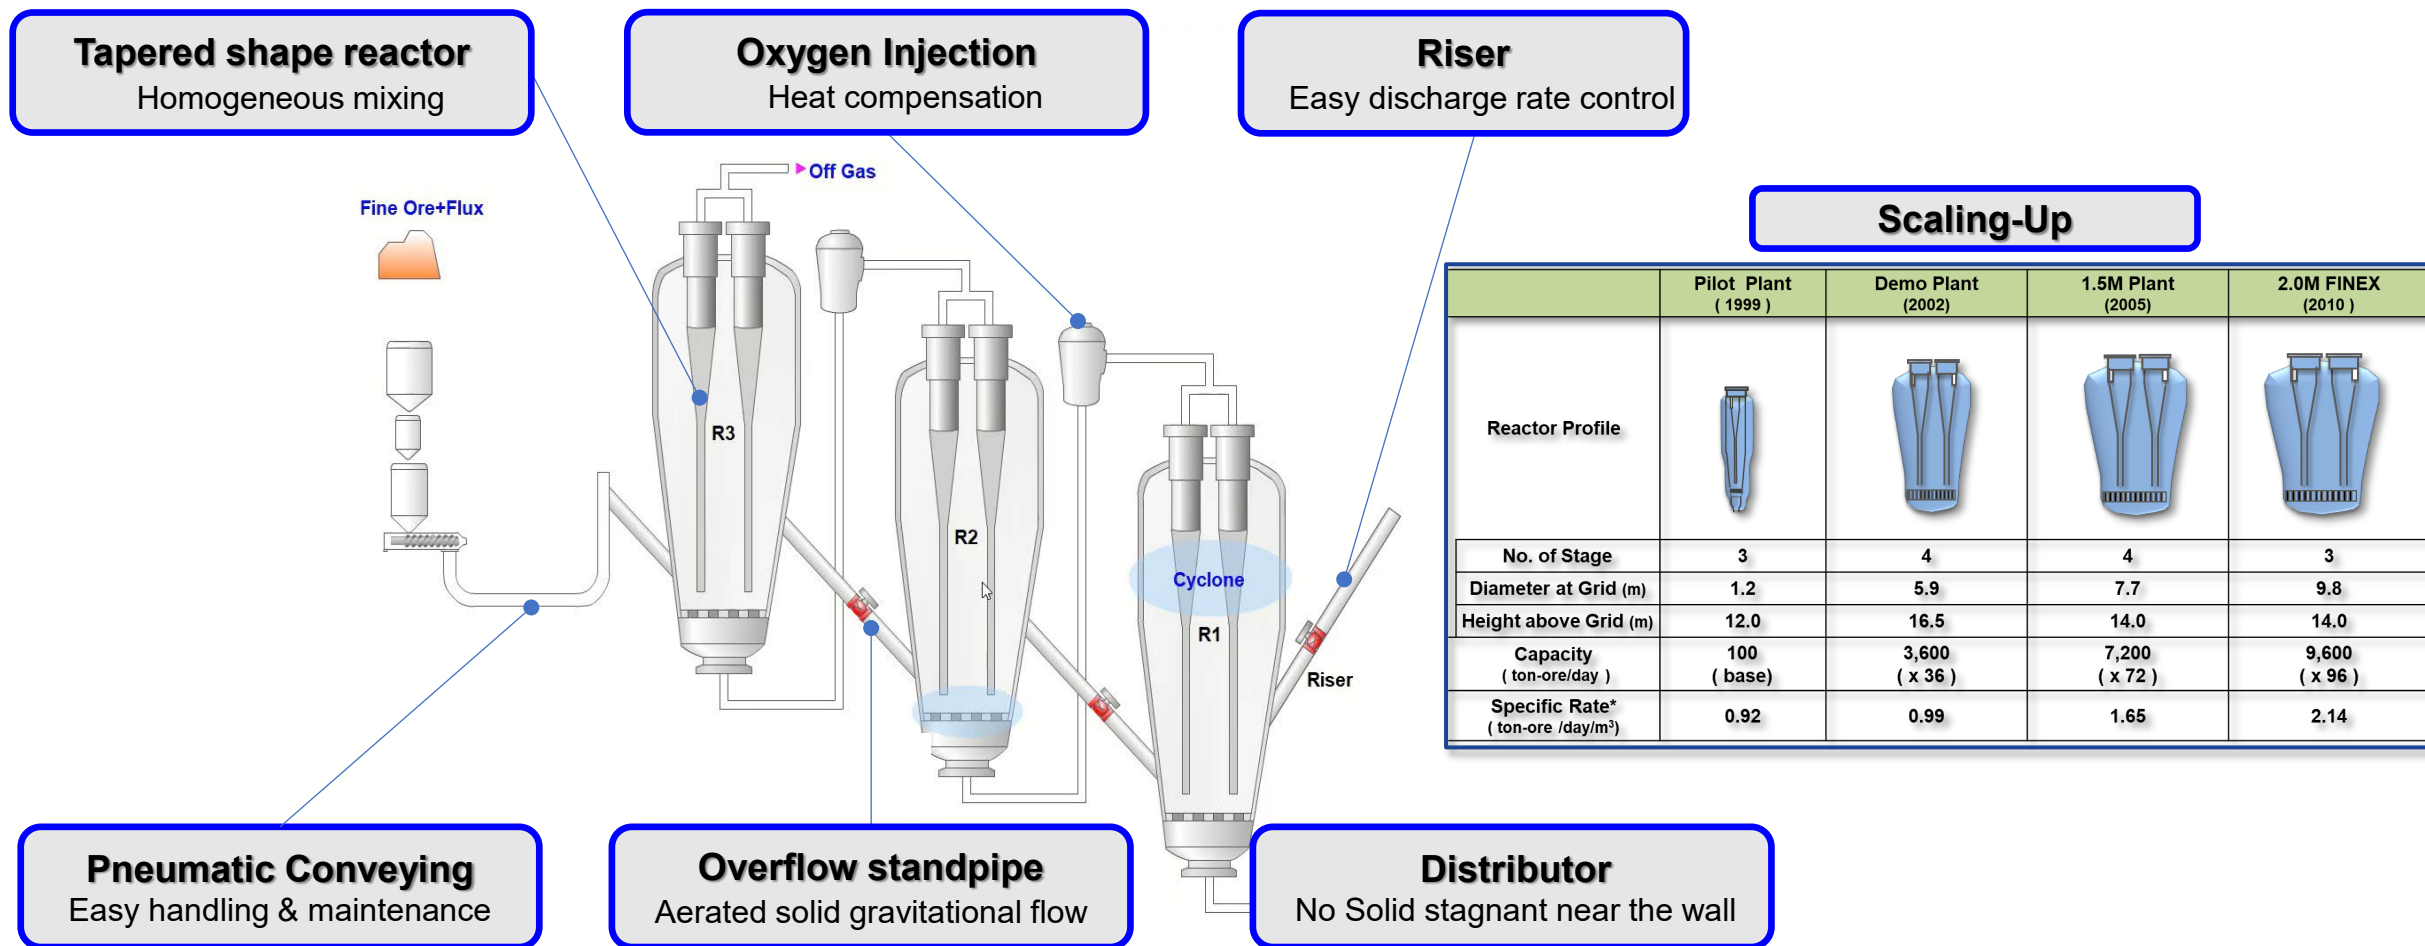 Tapered shape reactor
Homogeneous mixing
Oxygen Injection
Heat compensation
Riser
Easy discharge rate control
Off Gas
Fine Ore+Flux
R3
R2
Cyclone
R1
Riser
Pneumatic Conveying
Easy handling & maintenance
Overflow standpipe
Aerated solid gravitational flow
Distributor
No Solid stagnant near the wall
Scaling-Up
Pilot Plant Demo Plant 1.5M Plant 2.0M FINEX
( 1999 ) (2002) (2005) (2010 )
Reactor Profile
No. of Stage 3 4 4 3
Diameter at Grid (m) 1.2 5.9 7.7 9.8
Height above Grid (m) 12.0 16.5 14.0 14.0
Capacity 100 3,600 7,200 9,600
( ton-ore/day ) ( base) ( x 36 ) ( x 72 ) ( x 96 )
Specific Rate* 0.92 0.99 1.65 2.14
( ton-ore /day/m³)